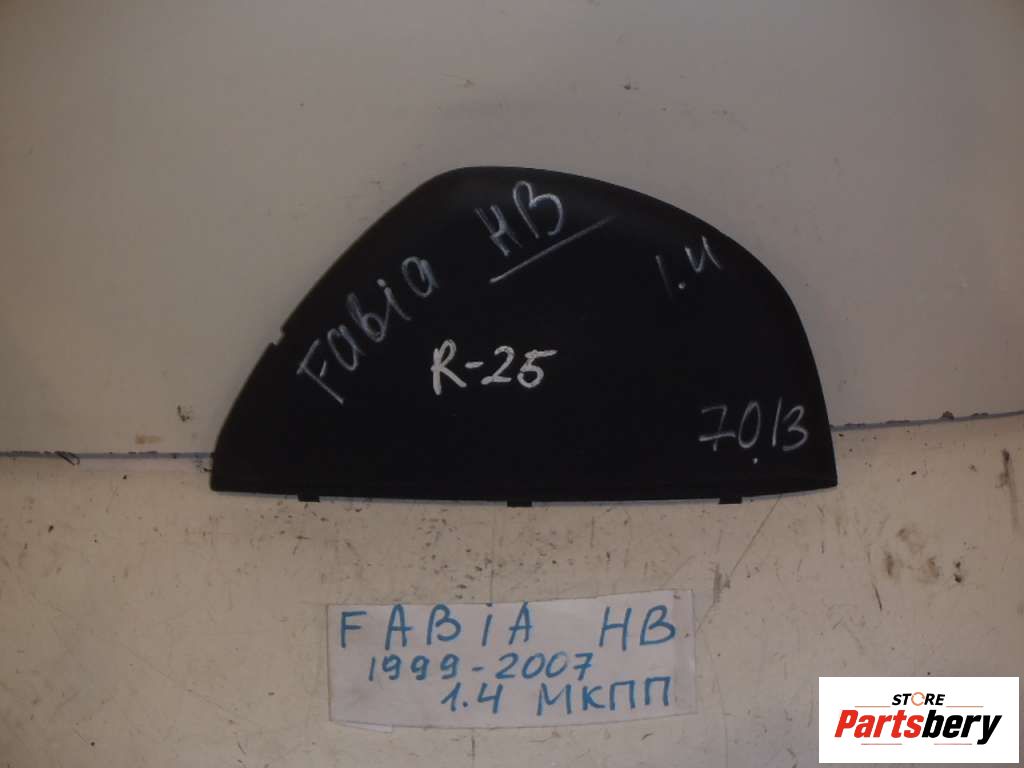 Fabia HB
1.4
R-25
70.13
FABiA HB
1999-2007
1.4 МКПП
STORE
Partsbery